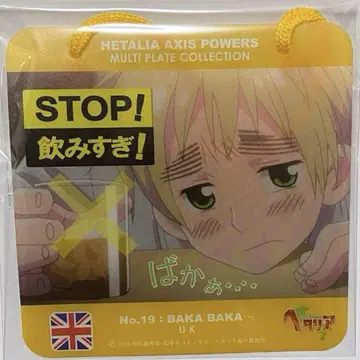 HETALIA AXIS POWERS
MULTI PLATE COLLECTION
STOP!
飲みすぎ!
ばかぁ…
No.19 : BAKA BAKA
UK
ヘタリア